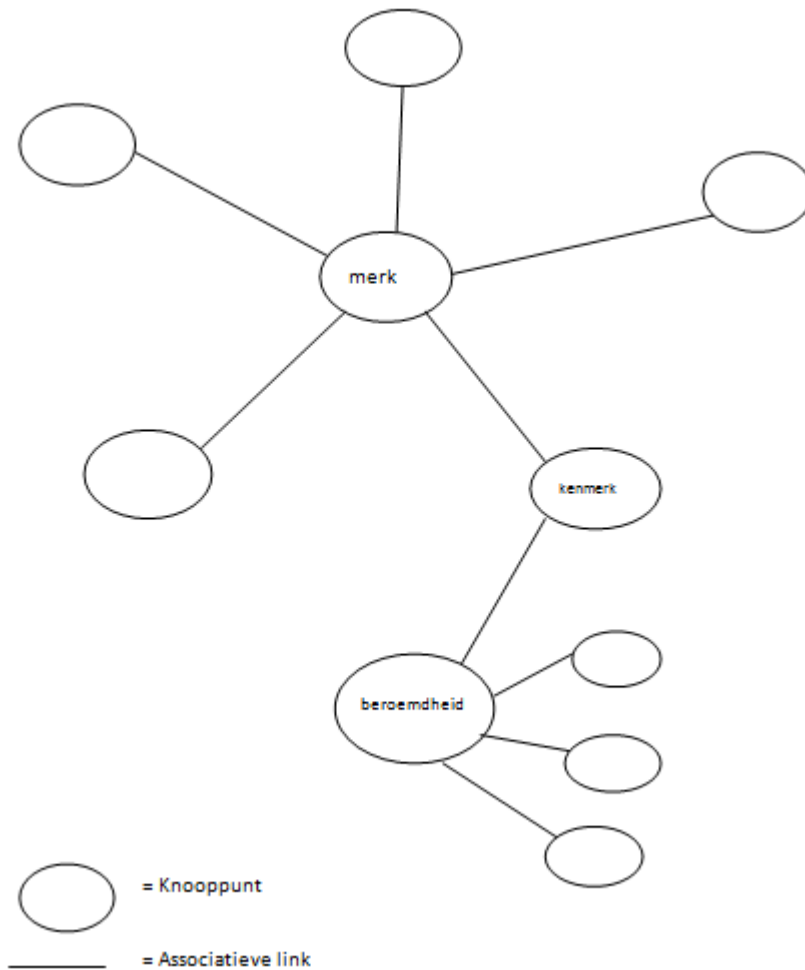 merk
kenmerk
beroemdheid
= Knooppunt
= Associatieve link